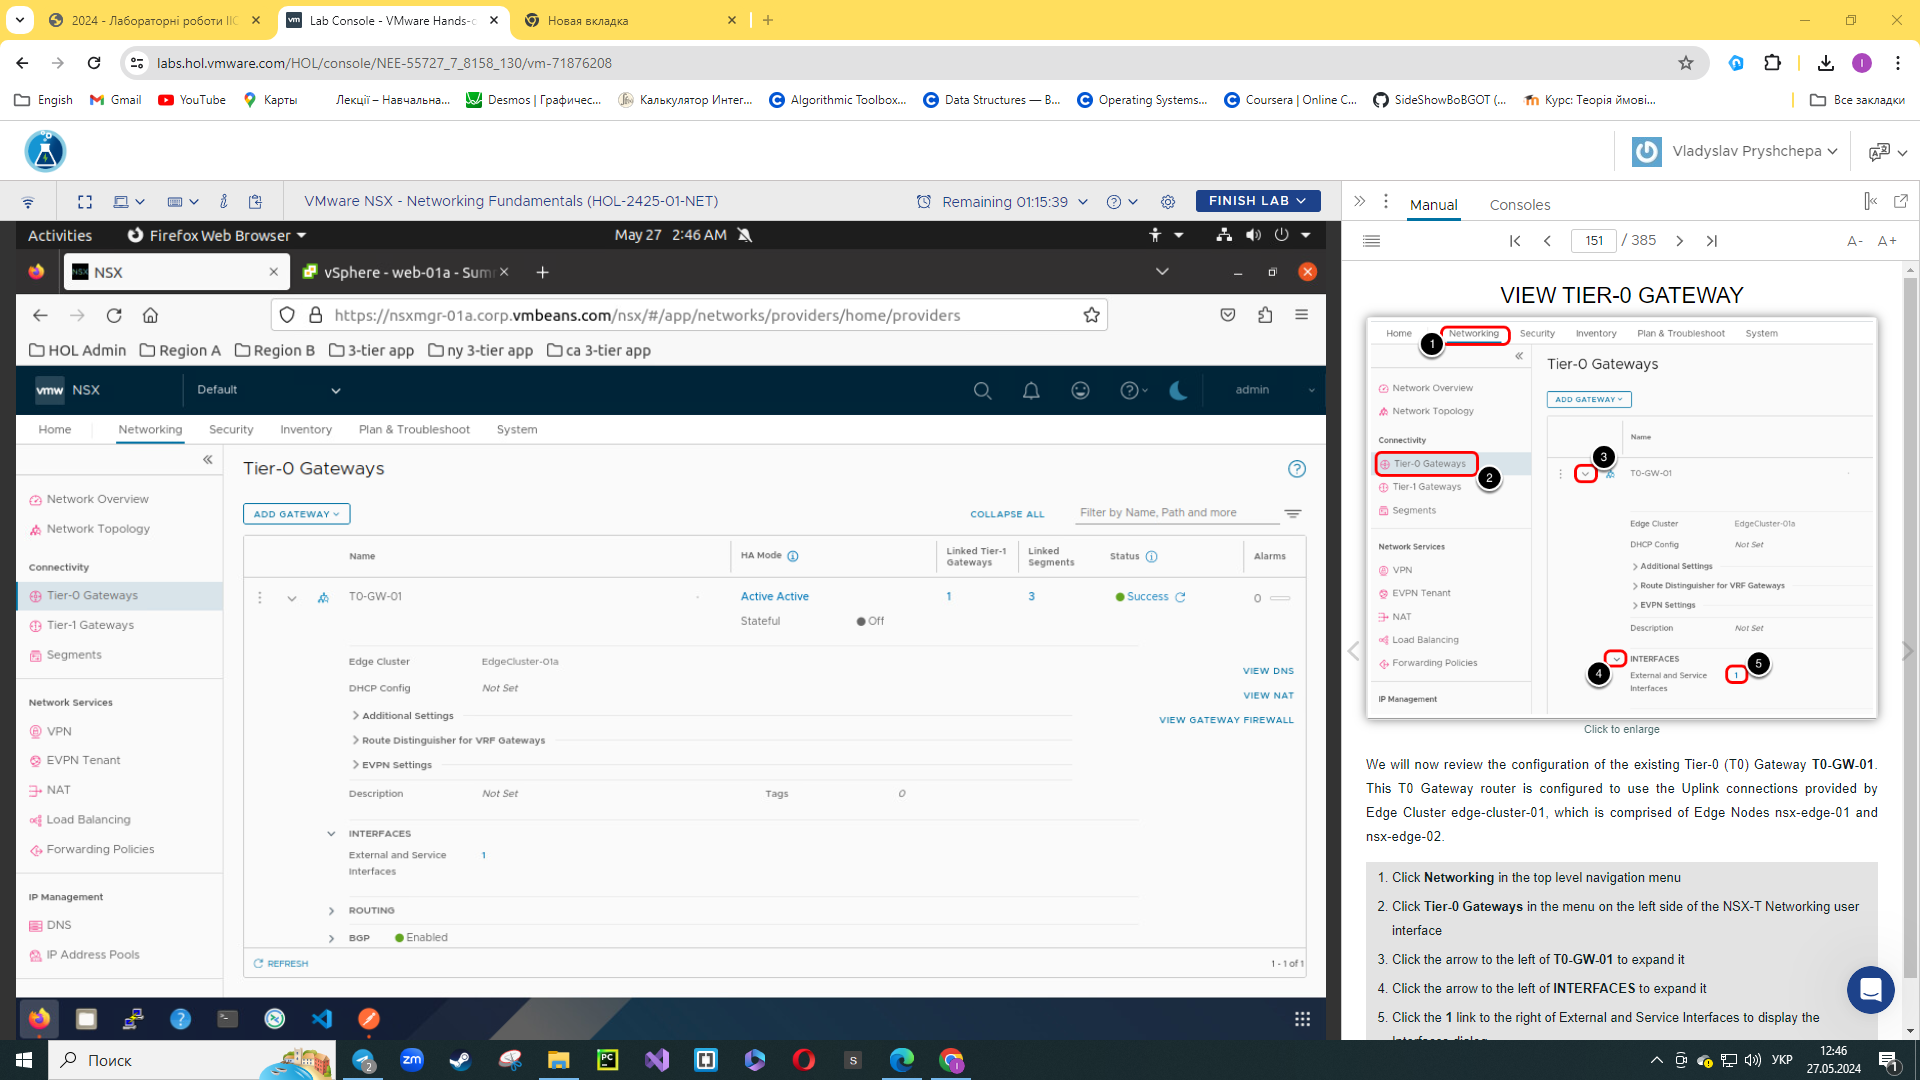 2024 - Лабораторні роботи ІІС
Lab Console - VMware Hands-o
Новая вкладка
labs.hol.vmware.com/HOL/console/NEE-55727_7_8158_130/vm-71876208
I
Engish
Gmail
YouTube
Карты
Лекції – Навчальна...
Desmos | Графичес...
Калькулятор Интег...
Algorithmic Toolbox...
Data Structures — В...
Operating Systems...
Coursera | Online C...
SideShowBoBGOT (...
Курс: Теорія ймові...
Все закладки
Vladyslav Pryshchepa
VMware NSX - Networking Fundamentals (HOL-2425-01-NET)
Remaining 01:15:39
FINISH LAB
Manual
Consoles
Activities
Firefox Web Browser
May 27 2:46 AM
151 / 385
A- A+
NSX
vSphere - web-01a - Sum
https://nsxmgr-01a.corp.vmbeans.com/nsx/#/app/networks/providers/home/providers
HOL Admin
Region A
Region B
3-tier app
ny 3-tier app
ca 3-tier app
vmw NSX
Default
admin
Home
Networking
Security
Inventory
Plan & Troubleshoot
System
Network Overview
Network Topology
Connectivity
Tier-0 Gateways
Tier-1 Gateways
Segments
Network Services
VPN
EVPN Tenant
NAT
Load Balancing
Forwarding Policies
IP Management
DNS
IP Address Pools
Tier-0 Gateways
ADD GATEWAY
COLLAPSE ALL
Filter by Name, Path and more
Name
HA Mode
Linked Tier-1 Gateways
Linked Segments
Status
Alarms
T0-GW-01
Active Active
1
3
Success
0
Stateful
Off
Edge Cluster
EdgeCluster-01a
DHCP Config
Not Set
VIEW DNS
VIEW NAT
VIEW GATEWAY FIREWALL
Additional Settings
Route Distinguisher for VRF Gateways
EVPN Settings
Description
Not Set
Tags
0
INTERFACES
External and Service Interfaces
1
ROUTING
BGP
Enabled
REFRESH
1 - 1 of 1
VIEW TIER-0 GATEWAY
Home
Networking
Security
Inventory
Plan & Troubleshoot
System
1
Network Overview
Network Topology
Connectivity
Tier-0 Gateways
2
Tier-1 Gateways
Segments
Network Services
VPN
EVPN Tenant
NAT
Load Balancing
Forwarding Policies
IP Management
Tier-0 Gateways
ADD GATEWAY
Name
3
T0-GW-01
Edge Cluster
EdgeCluster-01a
DHCP Config
Not Set
Additional Settings
Route Distinguisher for VRF Gateways
EVPN Settings
Description
Not Set
INTERFACES
4
5
External and Service Interfaces
1
Click to enlarge
We will now review the configuration of the existing Tier-0 (T0) Gateway T0-GW-01.
This T0 Gateway router is configured to use the Uplink connections provided by
Edge Cluster edge-cluster-01, which is comprised of Edge Nodes nsx-edge-01 and
nsx-edge-02.
1. Click Networking in the top level navigation menu
2. Click Tier-0 Gateways in the menu on the left side of the NSX-T Networking user
interface
3. Click the arrow to the left of T0-GW-01 to expand it
4. Click the arrow to the left of INTERFACES to expand it
5. Click the 1 link to the right of External and Service Interfaces to display the
Поиск
2
zm
PC
S
УКР
12:46
27.05.2024
1